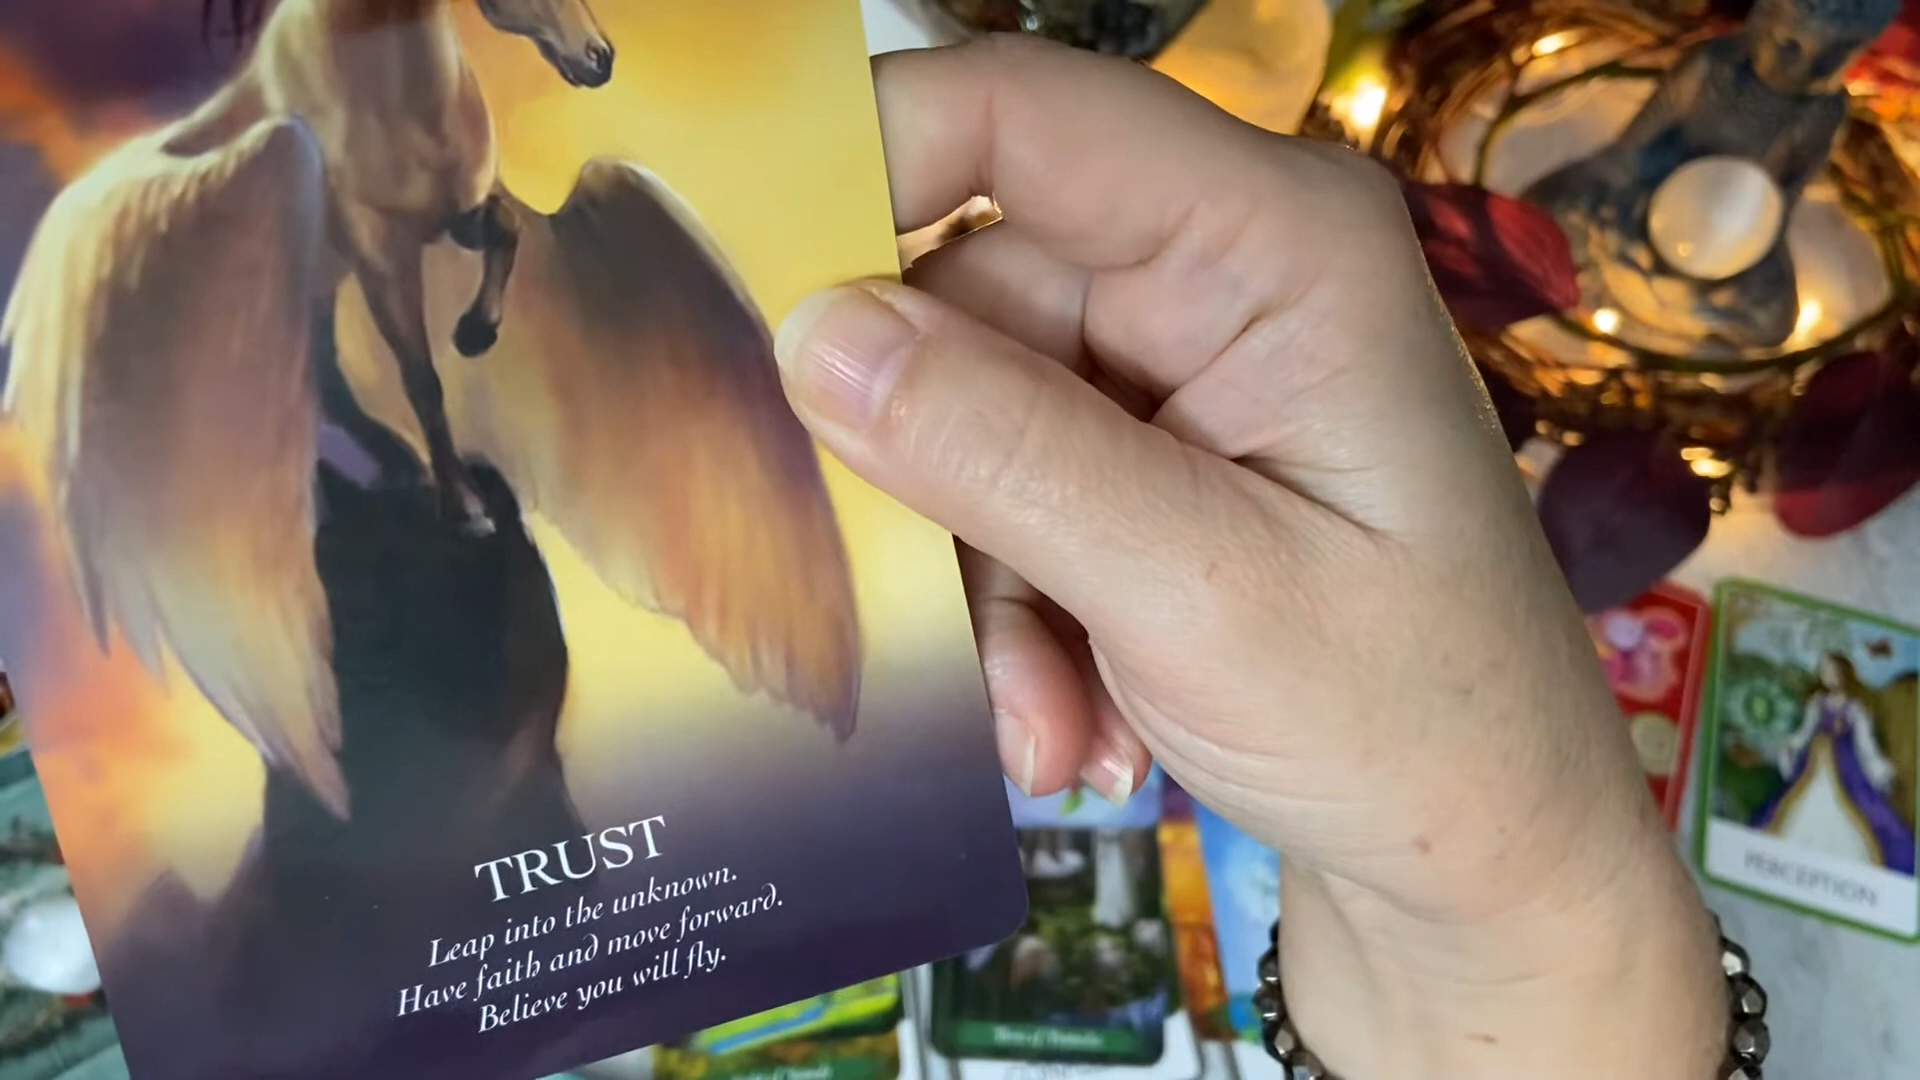 TRUST
Leap into the unknown.
Have faith and move forward.
Believe you will fly.
PERCEPTION